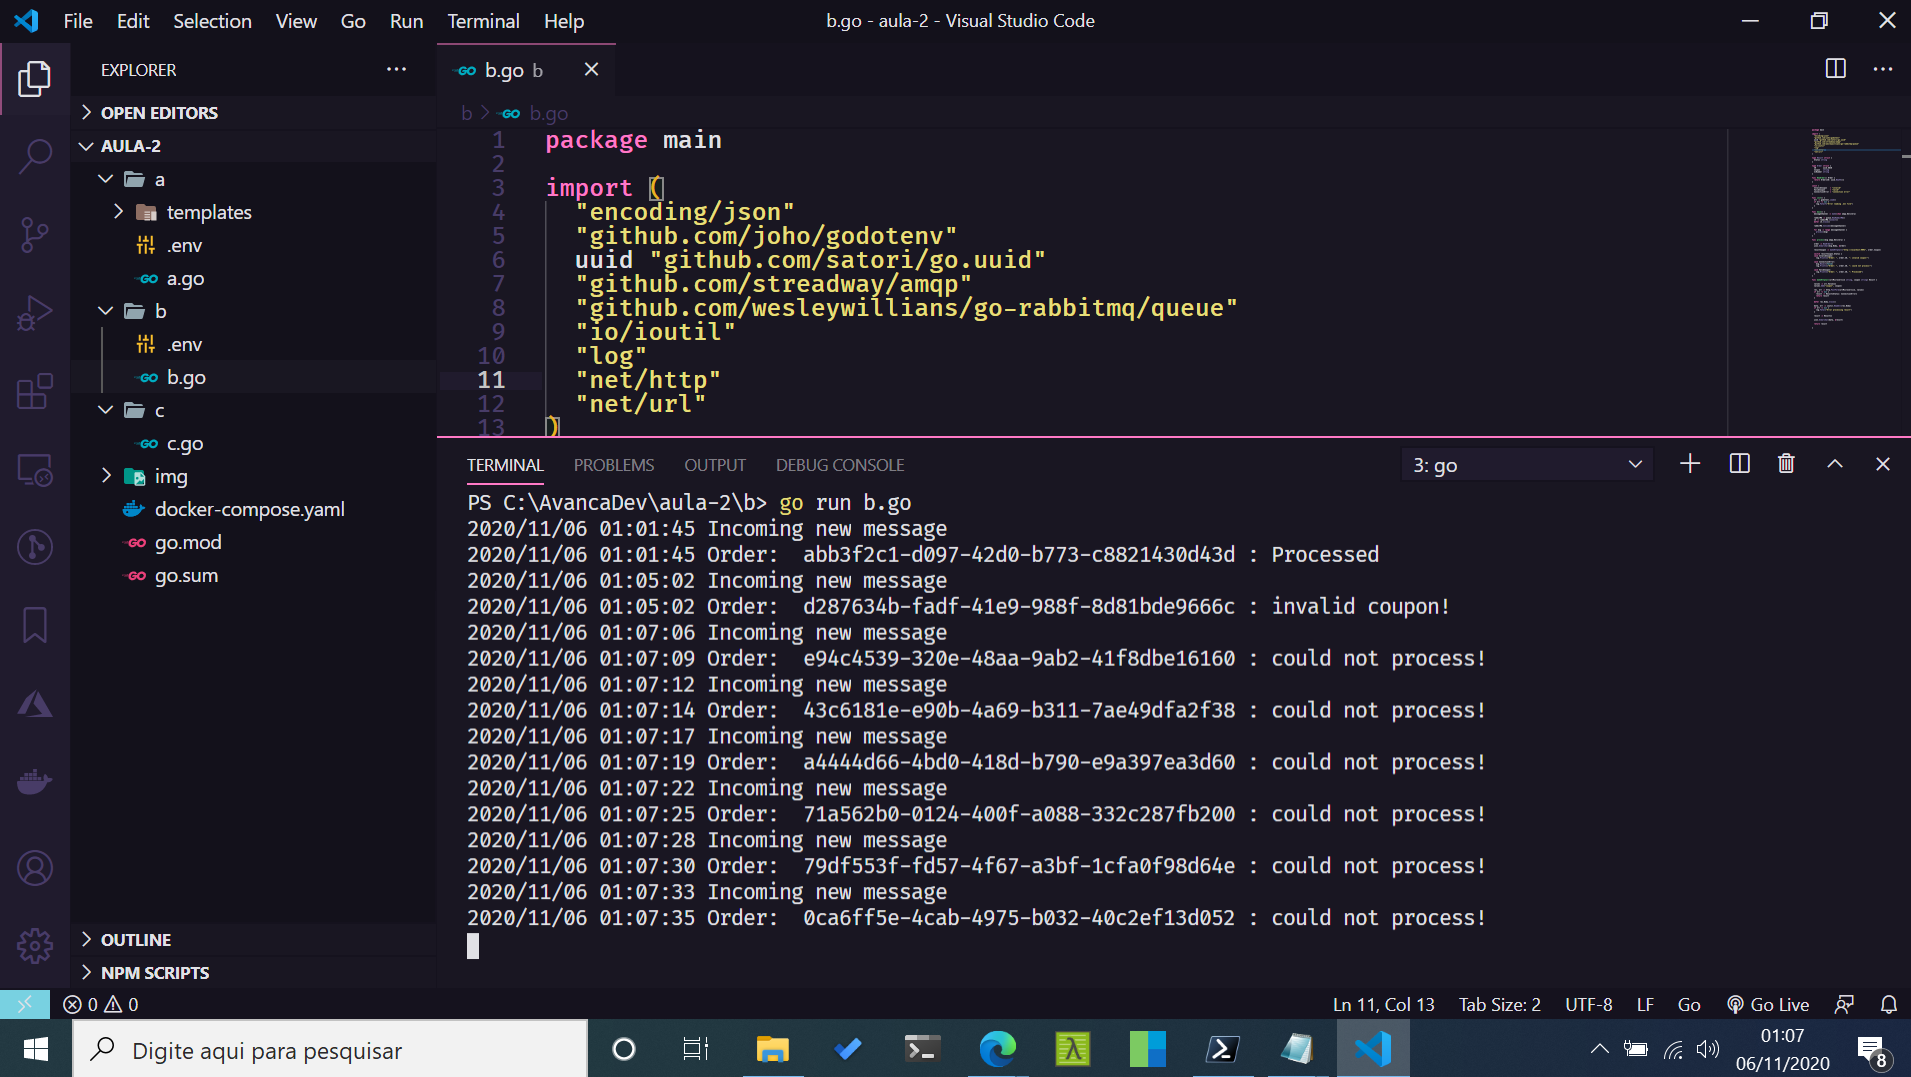 File Edit Selection View Go Run Terminal Help
b.go - aula-2 - Visual Studio Code
EXPLORER
OPEN EDITORS
AULA-2
a
templates
.env
a.go
b
.env
b.go
c
c.go
img
docker-compose.yaml
go.mod
go.sum
OUTLINE
NPM SCRIPTS
GO b.go b
b > GO b.go
1 package main
2
3 import (
4 "encoding/json"
5 "github.com/joho/godotenv"
6 uuid "github.com/satori/go.uuid"
7 "github.com/streadway/amqp"
8 "github.com/wesleywillians/go-rabbitmq/queue"
9 "io/ioutil"
10 "log"
11 "net/http"
12 "net/url"
13 )
TERMINAL PROBLEMS OUTPUT DEBUG CONSOLE
3: go
PS C:\AvancaDev\aula-2\b> go run b.go
2020/11/06 01:01:45 Incoming new message
2020/11/06 01:01:45 Order:  abb3f2c1-d097-42d0-b773-c8821430d43d : Processed
2020/11/06 01:05:02 Incoming new message
2020/11/06 01:05:02 Order:  d287634b-fadf-41e9-988f-8d81bde9666c : invalid coupon!
2020/11/06 01:07:06 Incoming new message
2020/11/06 01:07:09 Order:  e94c4539-320e-48aa-9ab2-41f8dbe16160 : could not process!
2020/11/06 01:07:12 Incoming new message
2020/11/06 01:07:14 Order:  43c6181e-e90b-4a69-b311-7ae49dfa2f38 : could not process!
2020/11/06 01:07:17 Incoming new message
2020/11/06 01:07:19 Order:  a4444d66-4bd0-418d-b790-e9a397ea3d60 : could not process!
2020/11/06 01:07:22 Incoming new message
2020/11/06 01:07:25 Order:  71a562b0-0124-400f-a088-332c287fb200 : could not process!
2020/11/06 01:07:28 Incoming new message
2020/11/06 01:07:30 Order:  79df553f-fd57-4f67-a3bf-1cfa0f98d64e : could not process!
2020/11/06 01:07:33 Incoming new message
2020/11/06 01:07:35 Order:  0ca6ff5e-4cab-4975-b032-40c2ef13d052 : could not process!
0 0
Ln 11, Col 13 Tab Size: 2 UTF-8 LF Go Go Live
Digite aqui para pesquisar
01:07
06/11/2020
8